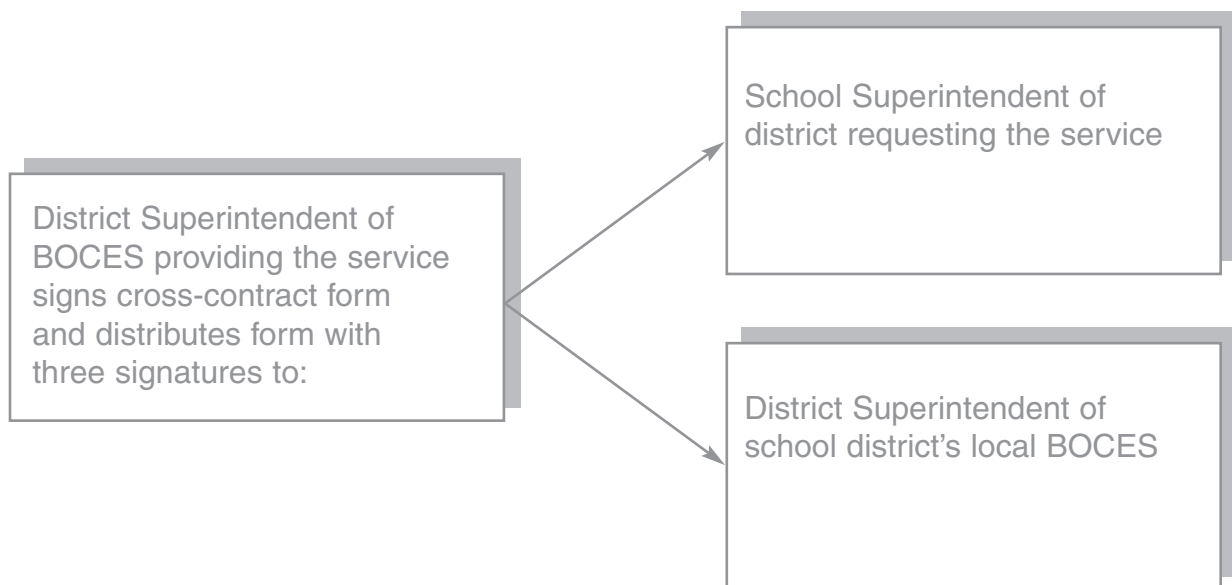 District Superintendent of
BOCES providing the service
signs cross-contract form
and distributes form with
three signatures to:
School Superintendent of
district requesting the service
District Superintendent of
school district’s local BOCES